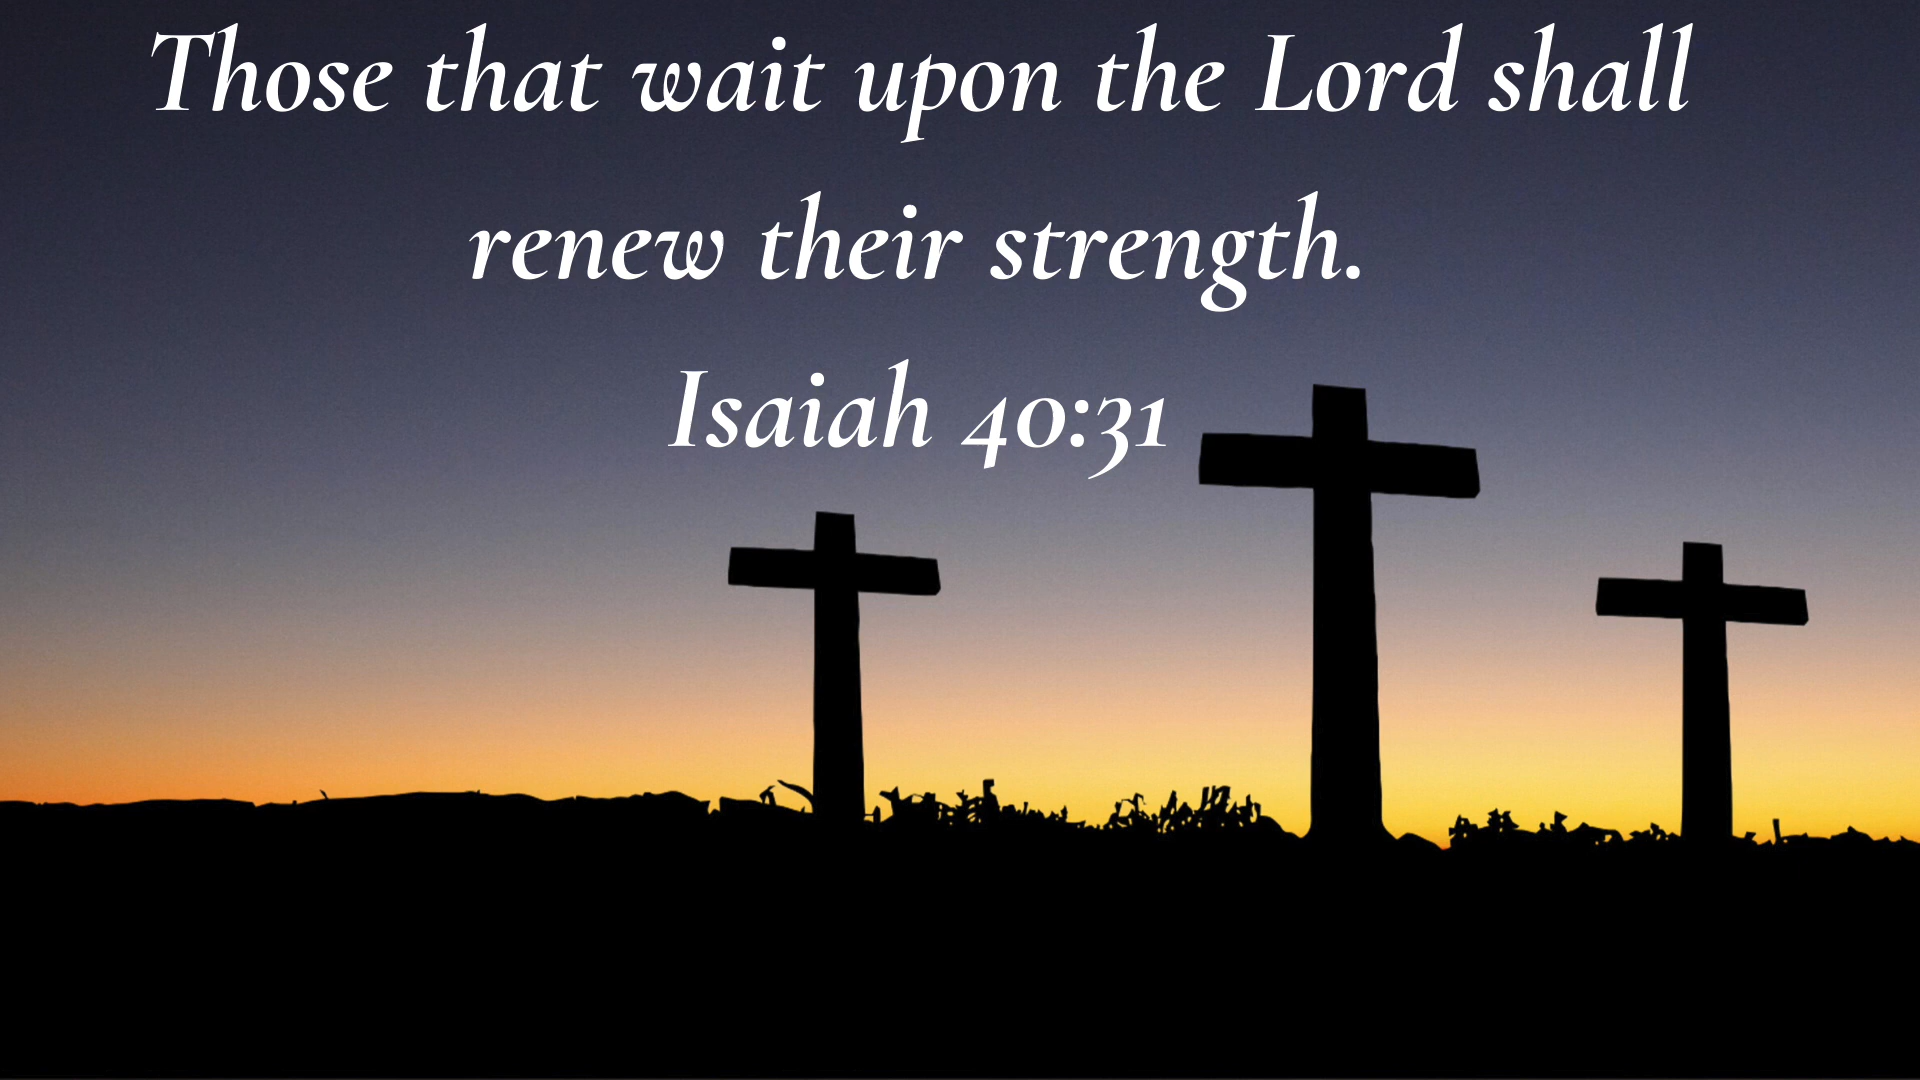 Those that wait upon the Lord shall
renew their strength.
Isaiah 40:31